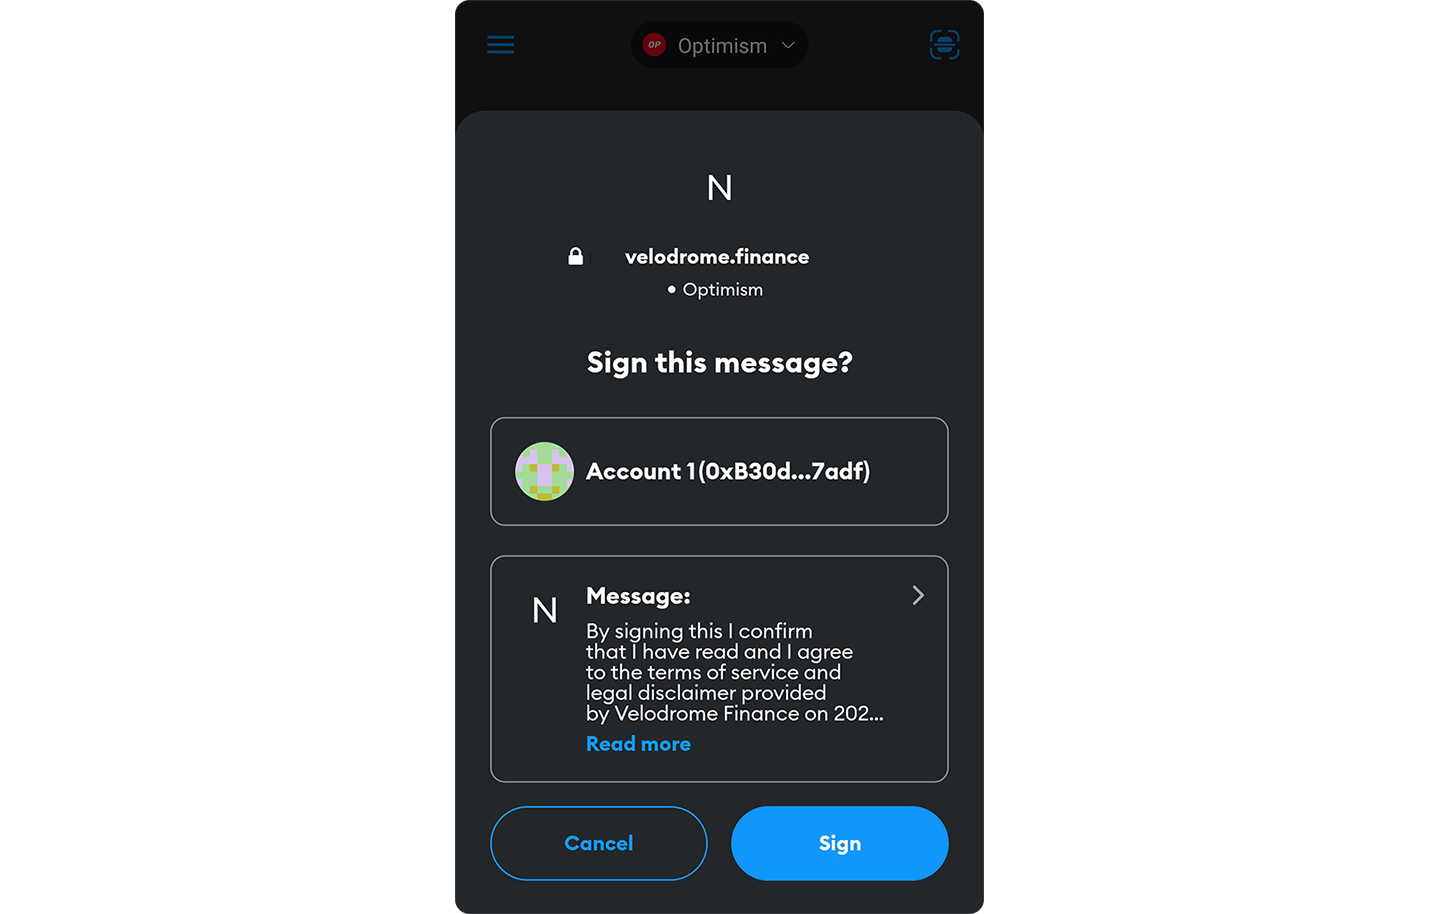 OP Optimism
N
velodrome.finance
• Optimism
Sign this message?
Account 1(0xB30d...7adf)
N
Message:
By signing this I confirm
that I have read and I agree
to the terms of service and
legal disclaimer provided
by Velodrome Finance on 202...
Read more
Cancel
Sign